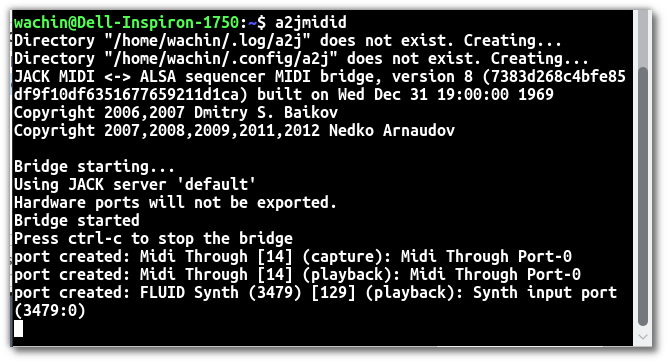 wachin@Dell-Inspiron-1750:~$ a2jmidid
Directory "/home/wachin/.log/a2j" does not exist. Creating...
Directory "/home/wachin/.config/a2j" does not exist. Creating...
JACK MIDI <-> ALSA sequencer MIDI bridge, version 8 (7383d268c4bfe85
df9f10df6351677659211d1ca) built on Wed Dec 31 19:00:00 1969
Copyright 2006,2007 Dmitry S. Baikov
Copyright 2007,2008,2009,2011,2012 Nedko Arnaudov

Bridge starting...
Using JACK server 'default'
Hardware ports will not be exported.
Bridge started
Press ctrl-c to stop the bridge
port created: Midi Through [14] (capture): Midi Through Port-0
port created: Midi Through [14] (playback): Midi Through Port-0
port created: FLUID Synth (3479) [129] (playback): Synth input port
(3479:0)